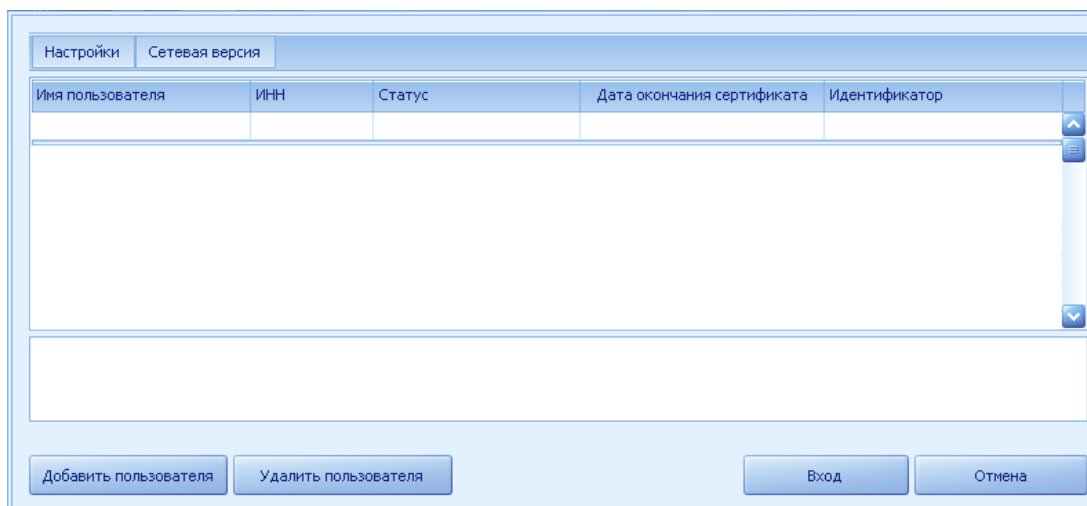 Настройки Сетевая версия
Имя пользователя ИНН Статус Дата окончания сертификата Идентификатор
Добавить пользователя Удалить пользователя Вход Отмена